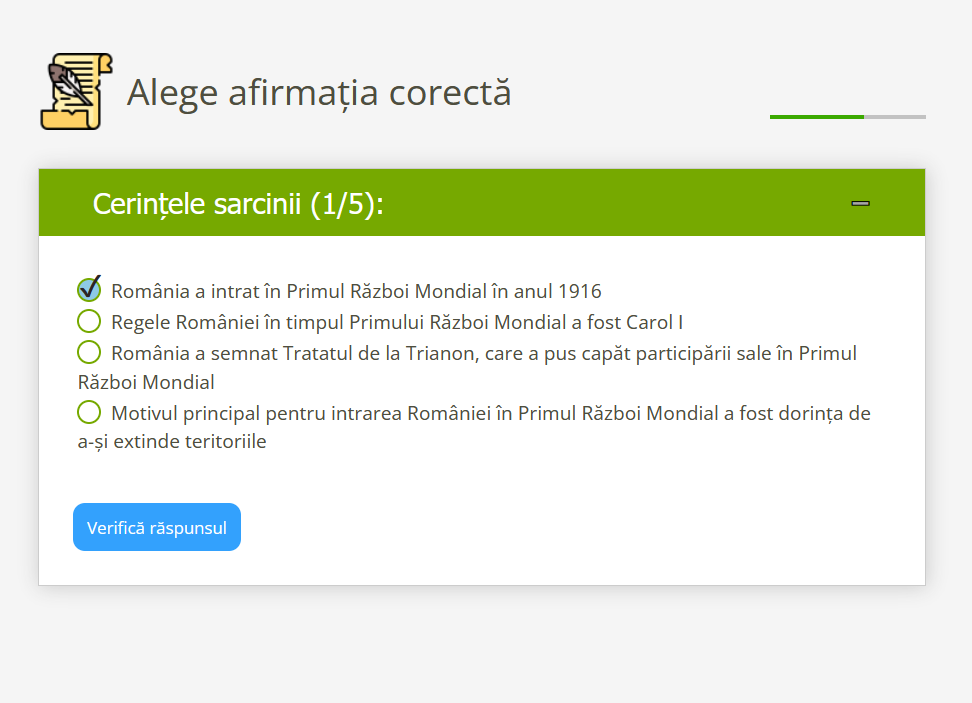 Alege afirmația corectă
Cerințele sarcinii (1/5):
România a intrat în Primul Război Mondial în anul 1916
Regele României în timpul Primului Război Mondial a fost Carol I
România a semnat Tratatul de la Trianon, care a pus capăt participării sale în Primul
Război Mondial
Motivul principal pentru intrarea României în Primul Război Mondial a fost dorința de
a-și extinde teritoriile
Verifică răspunsul